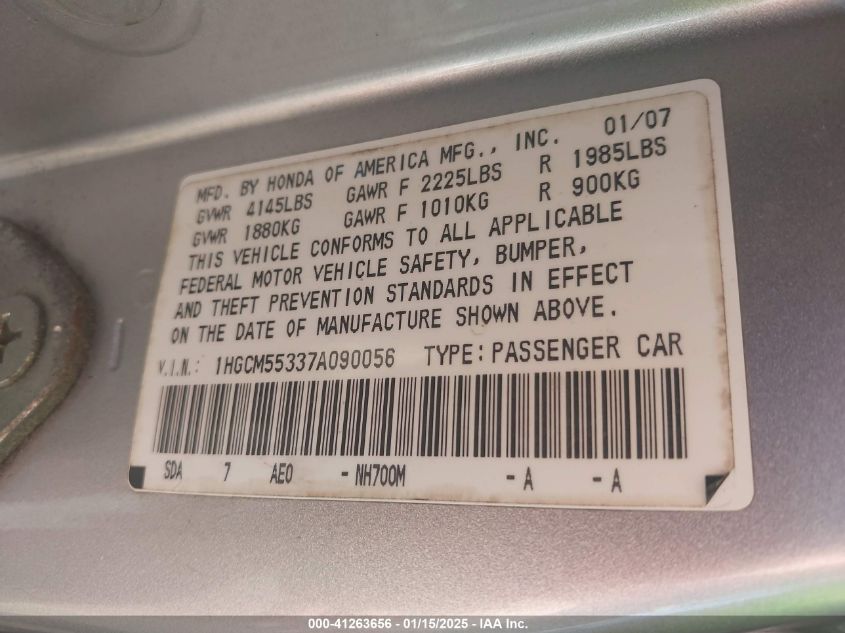 MFD. BY HONDA OF AMERICA MFG., INC. 01/07
GVWR 4145LBS GAWR F 2225LBS R 1985LBS
GVWR 1880KG GAWR F 1010KG R 900KG
THIS VEHICLE CONFORMS TO ALL APPLICABLE
FEDERAL MOTOR VEHICLE SAFETY, BUMPER,
AND THEFT PREVENTION STANDARDS IN EFFECT
ON THE DATE OF MANUFACTURE SHOWN ABOVE.
V.I.N.: 1HGCM55337A090056 TYPE: PASSENGER CAR
SDA 7 AE0 - NH700M - A - A
000-41263656 - 01/15/2025 - IAA Inc.